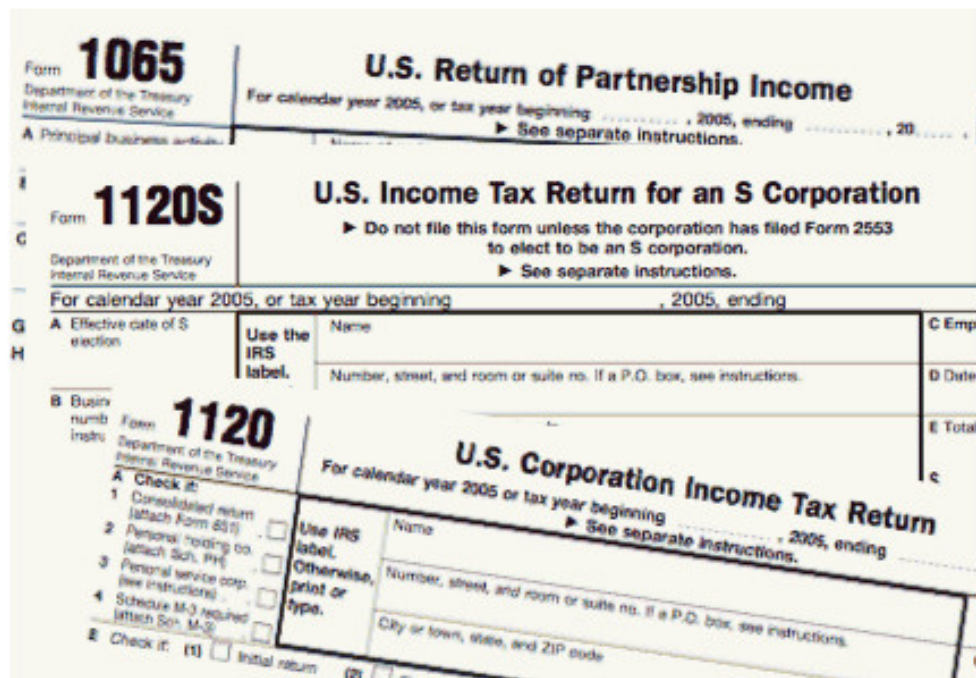 Form 1065
Department of the Treasury
Internal Revenue Service
U.S. Return of Partnership Income
For calendar year 2005, or tax year beginning .......... , 2005, ending .......... , 20 ..... .
▶ See separate instructions.
A Principal business activity
Name of
Form 1120S
Department of the Treasury
Internal Revenue Service
U.S. Income Tax Return for an S Corporation
▶ Do not file this form unless the corporation has filed Form 2553
to elect to be an S corporation.
▶ See separate instructions.
For calendar year 2005, or tax year beginning , 2005, ending
G
H
A Effective date of S
election
Use the
IRS
label.
Name
Number, street, and room or suite no. If a P.O. box, see instructions.
C Emp
D Date
E Total
B Busin
numb
instru
Form 1120
Department of the Treasury
Internal Revenue Service
U.S. Corporation Income Tax Return
For calendar year 2005 or tax year beginning .......... , 2005, ending ..........
▶ See separate instructions.
A Check if:
1 Consolidated return
(attach Form 851) .
2 Personal holding co.
(attach Sch. PH) .
3 Personal service corp.
(see instructions) . .
4 Schedule M-3 required
(attach Sch. M-3)
Use IRS
label.
Otherwise,
print or
type.
Name
Number, street, and room or suite no. If a P.O. box, see instructions.
City or town, state, and ZIP code
E Check if: (1) Initial return (2)